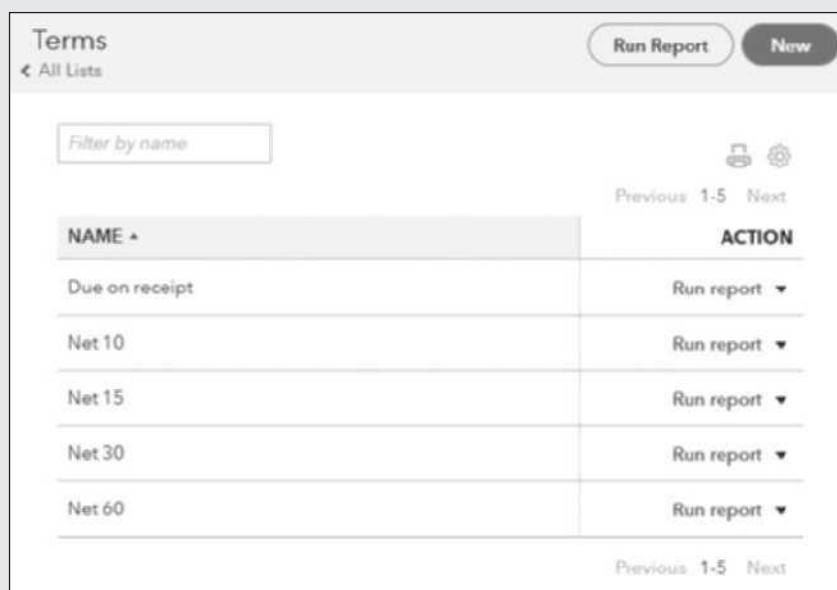 Terms
Run Report New
< All Lists
Filter by name
Previous 1-5 Next
NAME ▲ ACTION
Due on receipt Run report ▼
Net 10 Run report ▼
Net 15 Run report ▼
Net 30 Run report ▼
Net 60 Run report ▼
Previous 1-5 Next